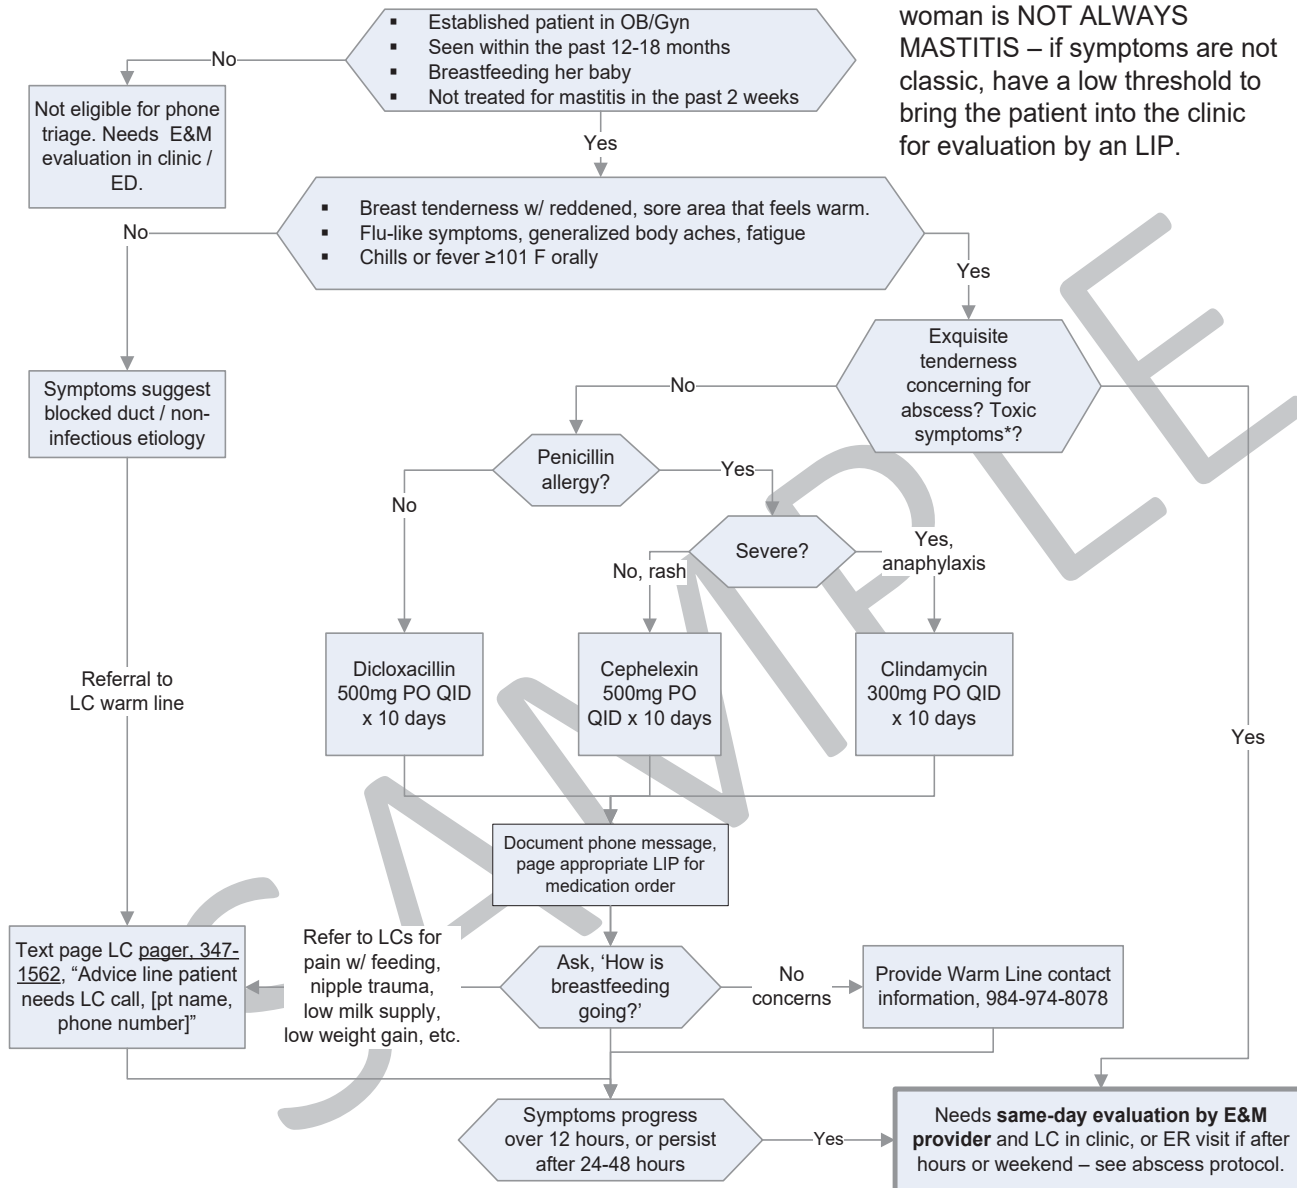 ▪ Established patient in OB/Gyn
▪ Seen within the past 12-18 months
▪ Breastfeeding her baby
▪ Not treated for mastitis in the past 2 weeks
woman is NOT ALWAYS
MASTITIS – if symptoms are not
classic, have a low threshold to
bring the patient into the clinic
for evaluation by an LIP.
No
Not eligible for phone
triage. Needs E&M
evaluation in clinic /
ED.
Yes
▪ Breast tenderness w/ reddened, sore area that feels warm.
▪ Flu-like symptoms, generalized body aches, fatigue
▪ Chills or fever ≥101 F orally
No
Yes
Symptoms suggest
blocked duct / non-
infectious etiology
Exquisite
tenderness
concerning for
abscess? Toxic
symptoms*?
No
Penicillin
allergy?
Yes
No
Severe?
No, rash
Yes,
anaphylaxis
Dicloxacillin
500mg PO QID
x 10 days
Cephelexin
500mg PO
QID x 10 days
Clindamycin
300mg PO QID
x 10 days
Referral to
LC warm line
Yes
Document phone message,
page appropriate LIP for
medication order
Text page LC pager, 347-
1562, “Advice line patient
needs LC call, [pt name,
phone number]”
Refer to LCs for
pain w/ feeding,
nipple trauma,
low milk supply,
low weight gain, etc.
Ask, ‘How is
breastfeeding
going?’
No
concerns
Provide Warm Line contact
information, 984-974-8078
Symptoms progress
over 12 hours, or persist
after 24-48 hours
Yes
Needs same-day evaluation by E&M
provider and LC in clinic, or ER visit if after
hours or weekend – see abscess protocol.
SAMPLE